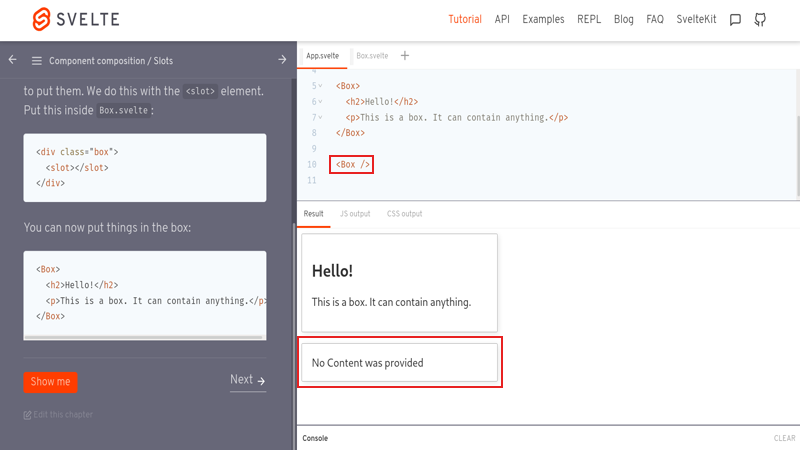 SVELTE
Tutorial API Examples REPL Blog FAQ SvelteKit
Component composition / Slots
to put them. We do this with the <slot> element.
Put this inside Box.svelte:
<div class="box">
<slot></slot>
</div>
You can now put things in the box:
<Box>
<h2>Hello!</h2>
<p>This is a box. It can contain anything.</p>
</Box>
Show me
Next
Edit this chapter
App.svelte Box.svelte +
4
5 <Box>
6 <h2>Hello!</h2>
7 <p>This is a box. It can contain anything.</p>
8 </Box>
9
10 <Box />
11
Result JS output CSS output
Hello!
This is a box. It can contain anything.
No Content was provided
Console CLEAR